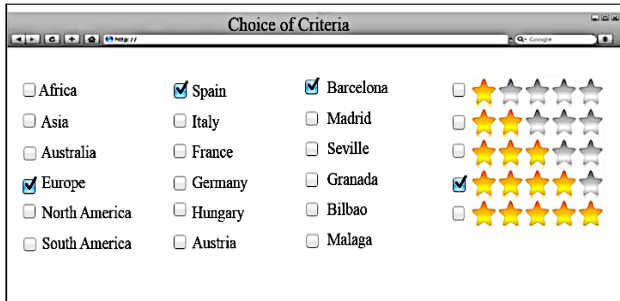 Choice of Criteria
http://
Google
Africa
Asia
Australia
Europe
North America
South America
Spain
Italy
France
Germany
Hungary
Austria
Barcelona
Madrid
Seville
Granada
Bilbao
Malaga